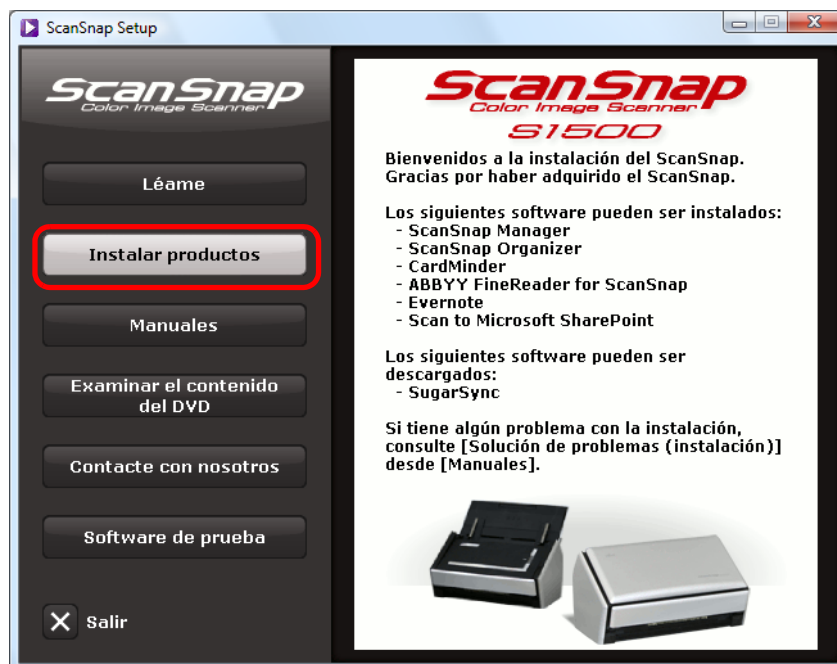 ScanSnap Setup
ScanSnap
Color Image Scanner
Léame
Instalar productos
Manuales
Examinar el contenido
del DVD
Contacte con nosotros
Software de prueba
Salir
ScanSnap
Color Image Scanner
S1500
Bienvenidos a la instalación del ScanSnap.
Gracias por haber adquirido el ScanSnap.
Los siguientes software pueden ser instalados:
- ScanSnap Manager
- ScanSnap Organizer
- CardMinder
- ABBYY FineReader for ScanSnap
- Evernote
- Scan to Microsoft SharePoint
Los siguientes software pueden ser
descargados:
- SugarSync
Si tiene algún problema con la instalación,
consulte [Solución de problemas (instalación)]
desde [Manuales].